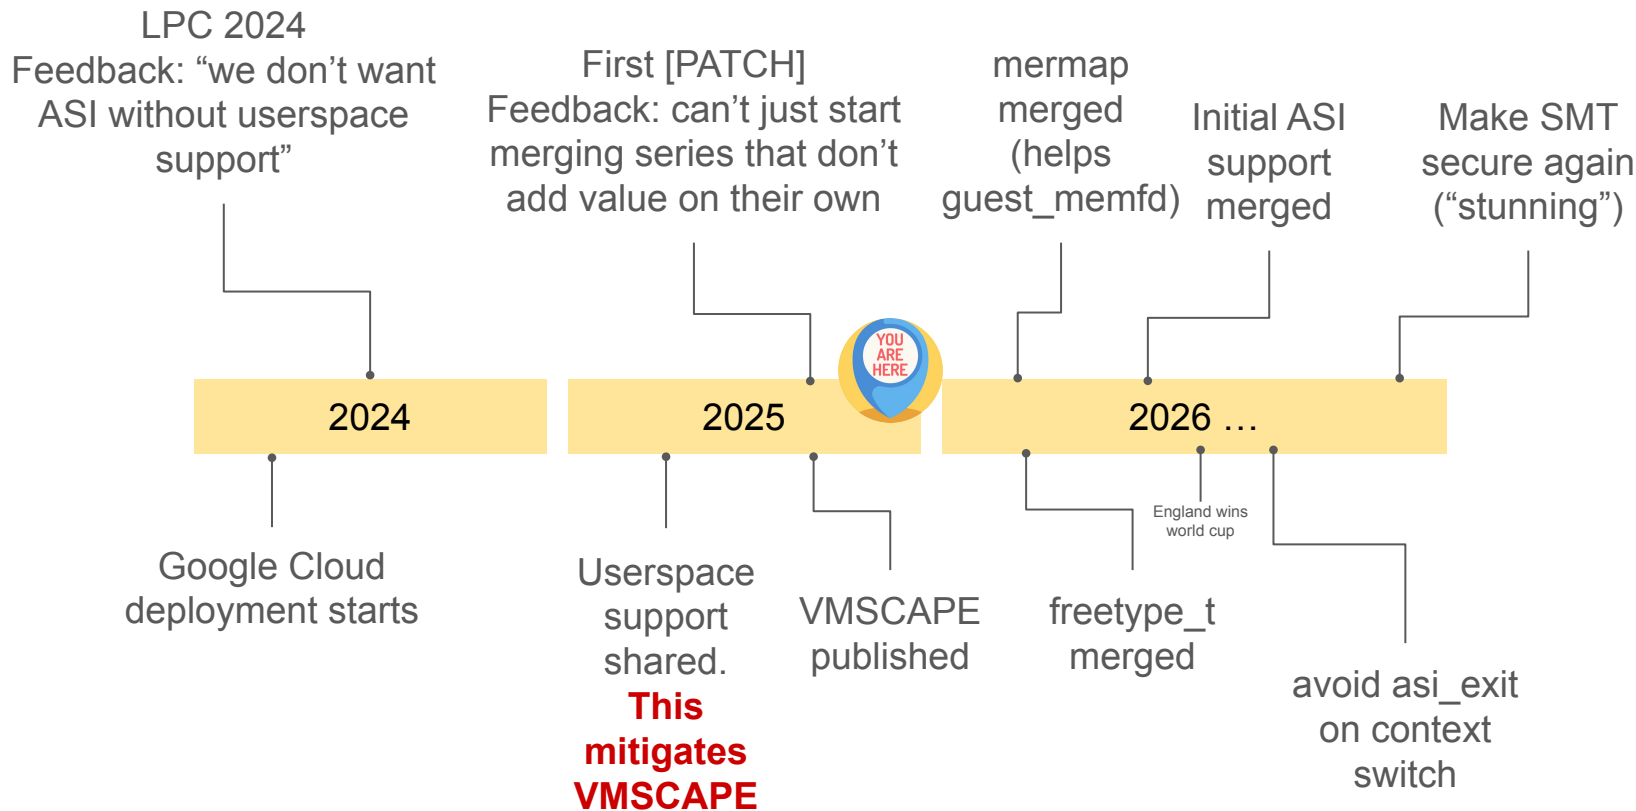 LPC 2024
Feedback: “we don’t want
ASI without userspace
support”
First [PATCH]
Feedback: can’t just start
merging series that don’t
add value on their own
mermap
merged
(helps
guest_memfd)
Initial ASI
support
merged
Make SMT
secure again
(“stunning”)
YOU
ARE
HERE
2024
2025
2026 …
Google Cloud
deployment starts
Userspace
support
shared.
This
mitigates
VMSCAPE
VMSCAPE
published
freetype_t
merged
England wins
world cup
avoid asi_exit
on context
switch